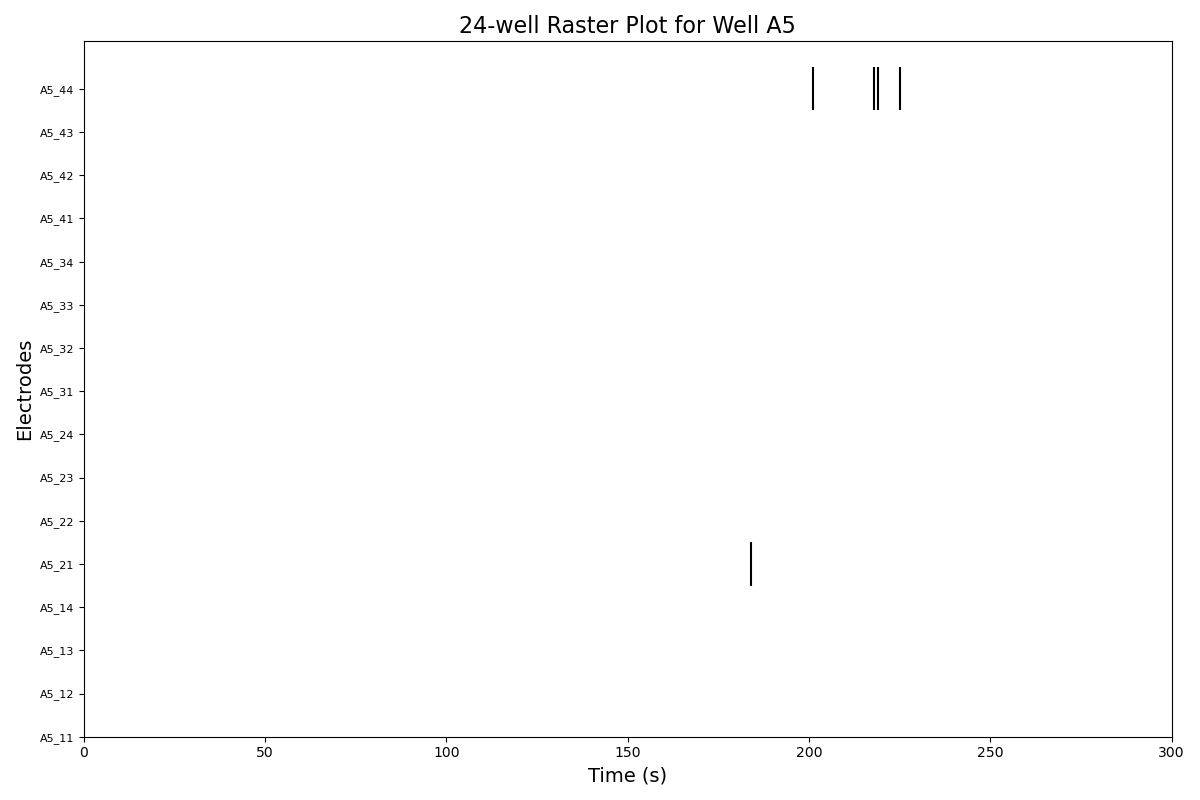 24-well Raster Plot for Well A5
A5_44
A5_43
A5_42
A5_41
A5_34
A5_33
A5_32
A5_31
A5_24
A5_23
A5_22
A5_21
A5_14
A5_13
A5_12
A5_11
Electrodes
0 50 100 150 200 250 300
Time (s)